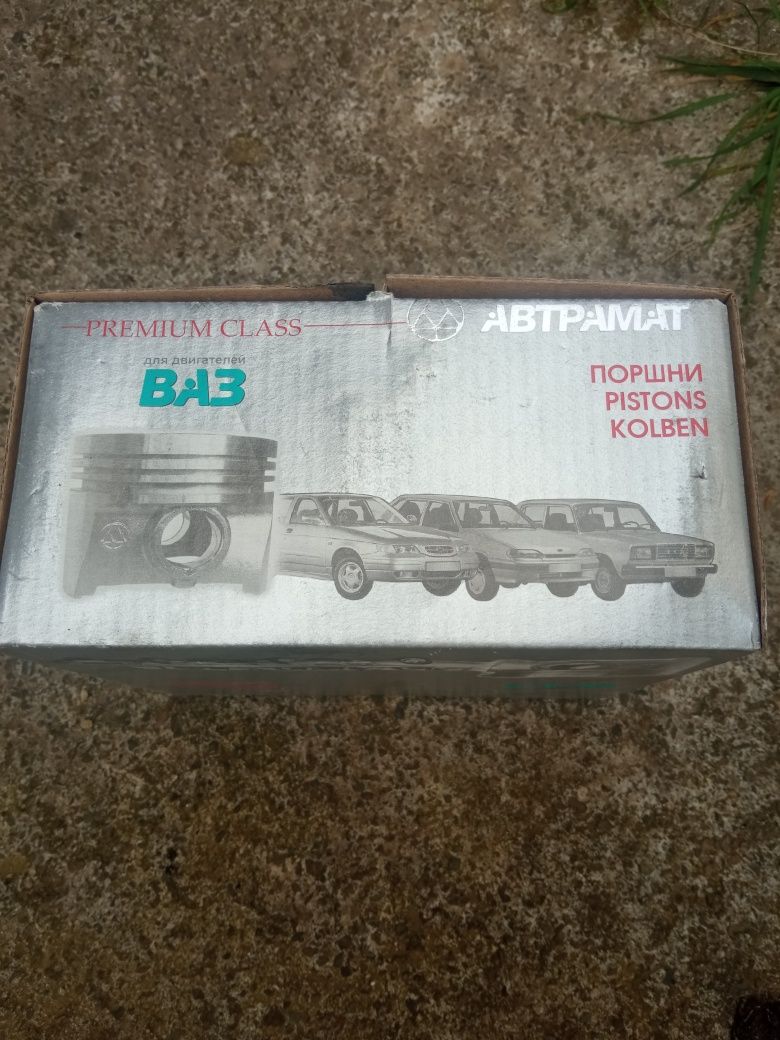 PREMIUM CLASS
АВТРАМАТ
для двигателей
ВАЗ
ПОРШНИ
PISTONS
KOLBEN